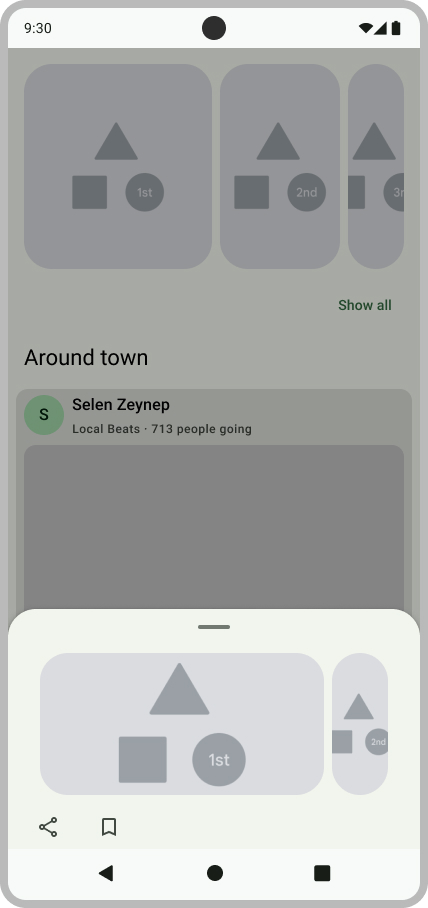 9:30
1st
2nd
3r
Show all
Around town
S
Selen Zeynep
Local Beats · 713 people going
1st
2nd